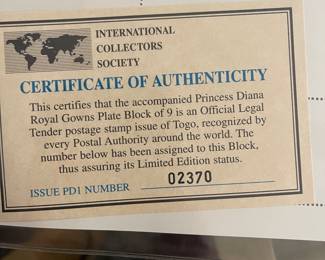 INTERNATIONAL
COLLECTORS
SOCIETY
CERTIFICATE OF AUTHENTICITY
This certifies that the accompanied Princess Diana
Royal Gowns Plate Block of 9 is an Official Legal
Tender postage stamp issue of Togo, recognized by
every Postal Authority around the world. The
number below has been assigned to this Block,
thus assuring its Limited Edition status.
ISSUE PD1 NUMBER 02370